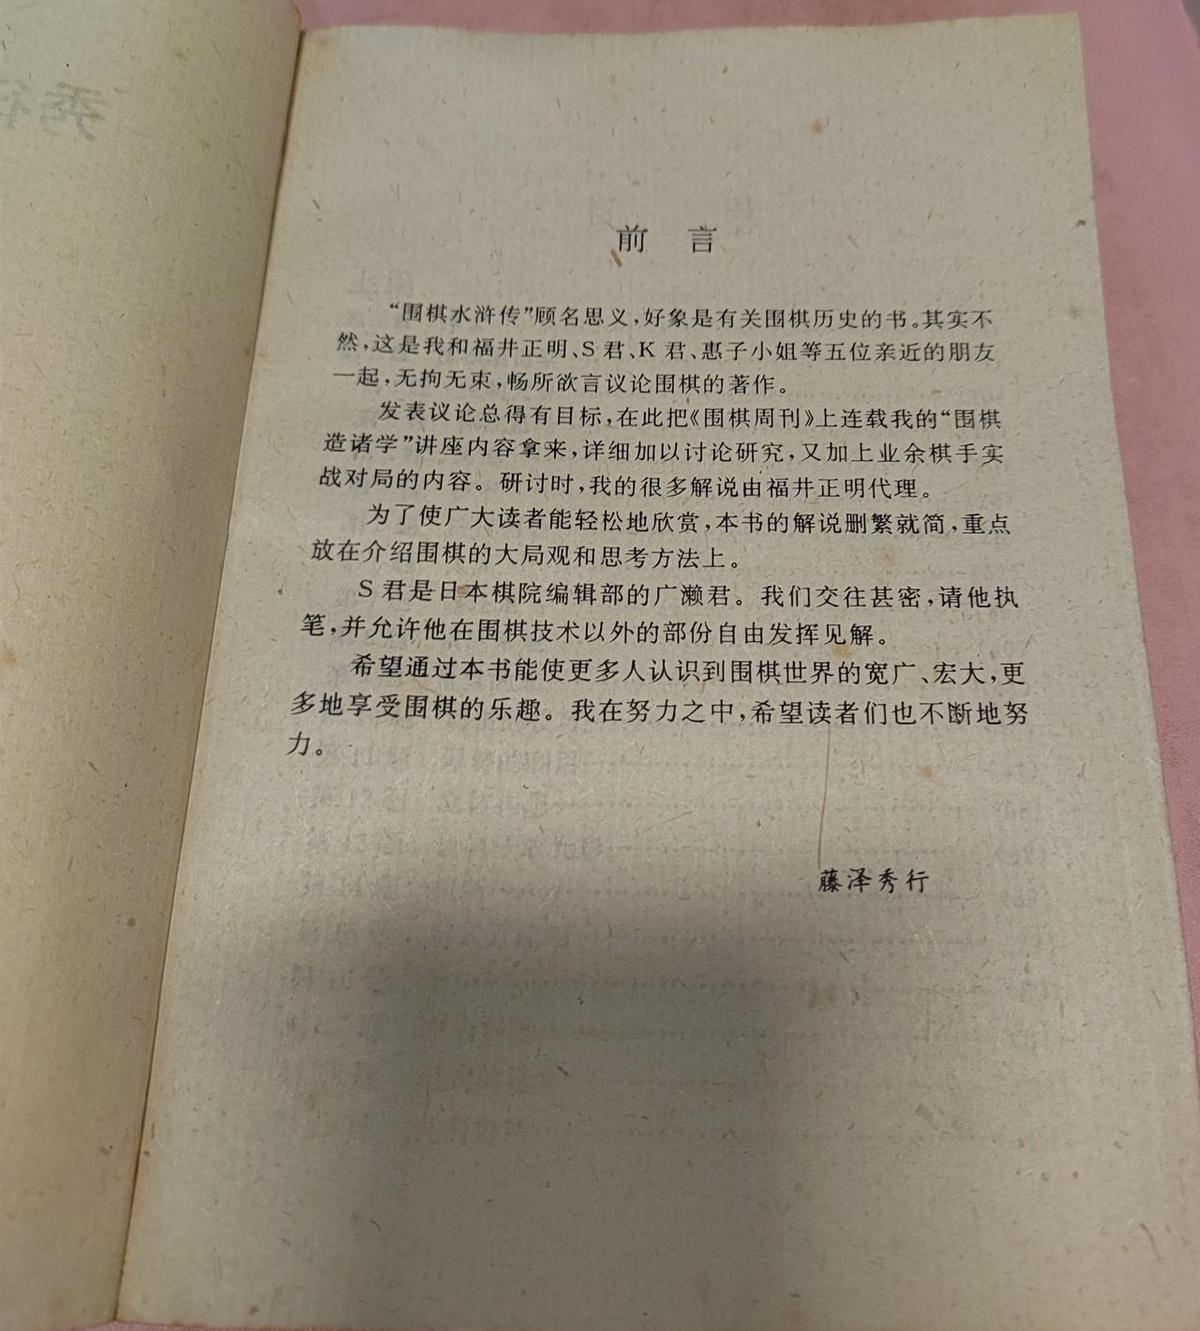 前 言
“围棋水浒传”顾名思义,好象是有关围棋历史的书。其实不
然,这是我和福井正明、S 君、K 君、惠子小姐等五位亲近的朋友
一起,无拘无束,畅所欲言议论围棋的著作。
发表议论总得有目标,在此把《围棋周刊》上连载我的“围棋
造诸学”讲座内容拿来,详细加以讨论研究,又加上业余棋手实
战对局的内容。研讨时,我的很多解说由福井正明代理。
为了使广大读者能轻松地欣赏,本书的解说删繁就简,重点
放在介绍围棋的大局观和思考方法上。
S 君是日本棋院编辑部的广濑君。我们交往甚密,请他执
笔,并允许他在围棋技术以外的部份自由发挥见解。
希望通过本书能使更多人认识到围棋世界的宽广、宏大,更
多地享受围棋的乐趣。我在努力之中,希望读者们也不断地努
力。
藤泽秀行